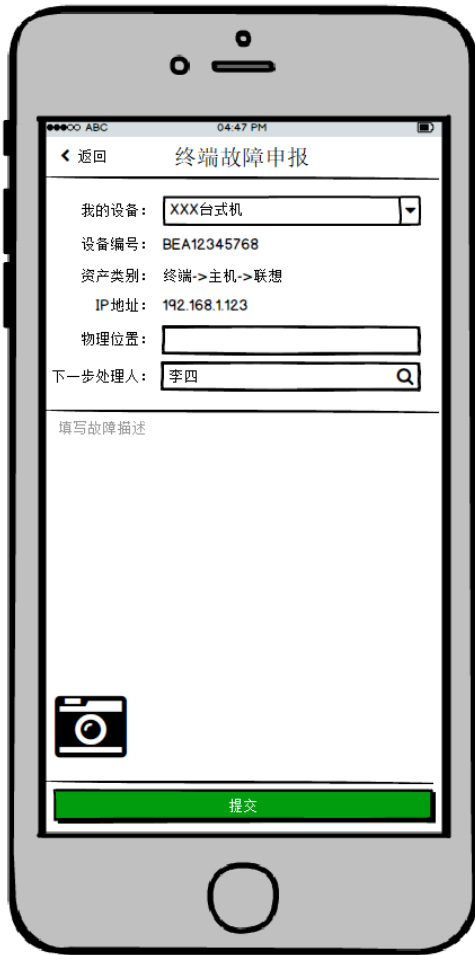 ABC 04:47 PM
返回 终端故障申报
我的设备： XXX台式机
设备编号： BEA12345768
资产类别： 终端->主机->联想
IP地址： 192.168.1.123
物理位置：
下一步处理人： 李四
填写故障描述
提交